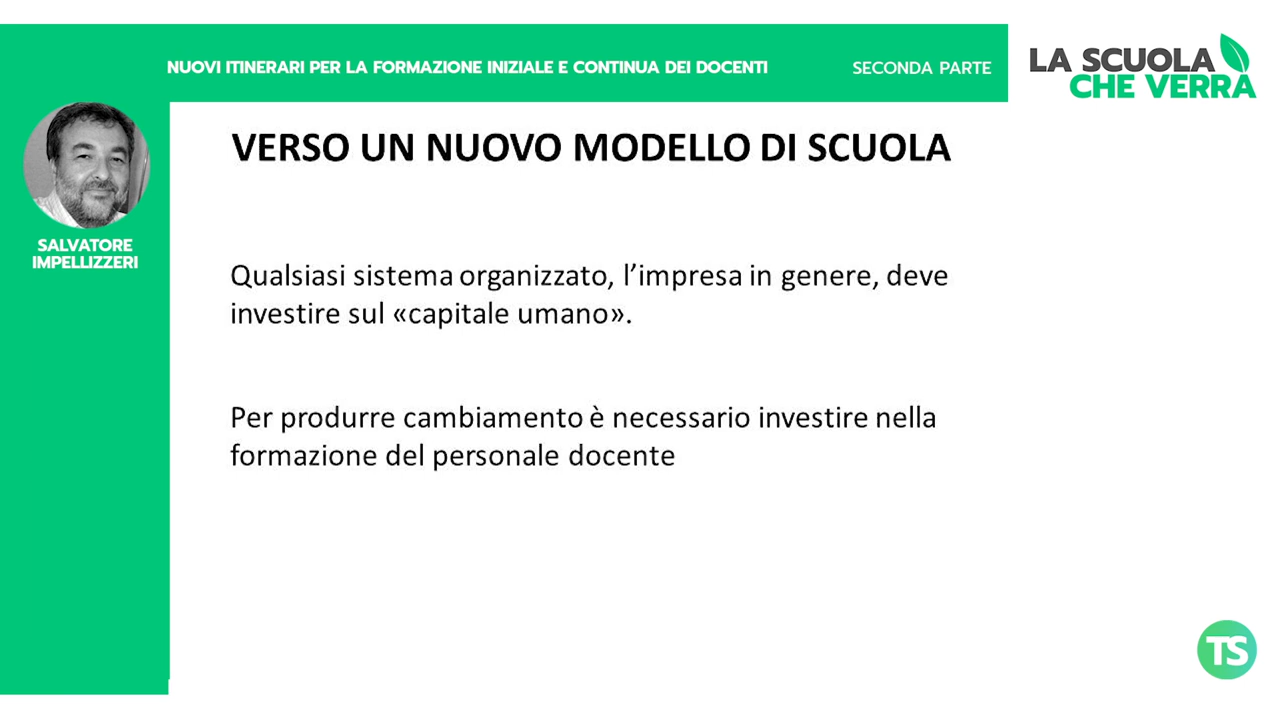 NUOVI ITINERARI PER LA FORMAZIONE INIZIALE E CONTINUA DEI DOCENTI
SECONDA PARTE
LA SCUOLA
CHE VERRÀ
SALVATORE
IMPELLIZZERI
VERSO UN NUOVO MODELLO DI SCUOLA
Qualsiasi sistema organizzato, l’impresa in genere, deve
investire sul «capitale umano».
Per produrre cambiamento è necessario investire nella
formazione del personale docente
TS